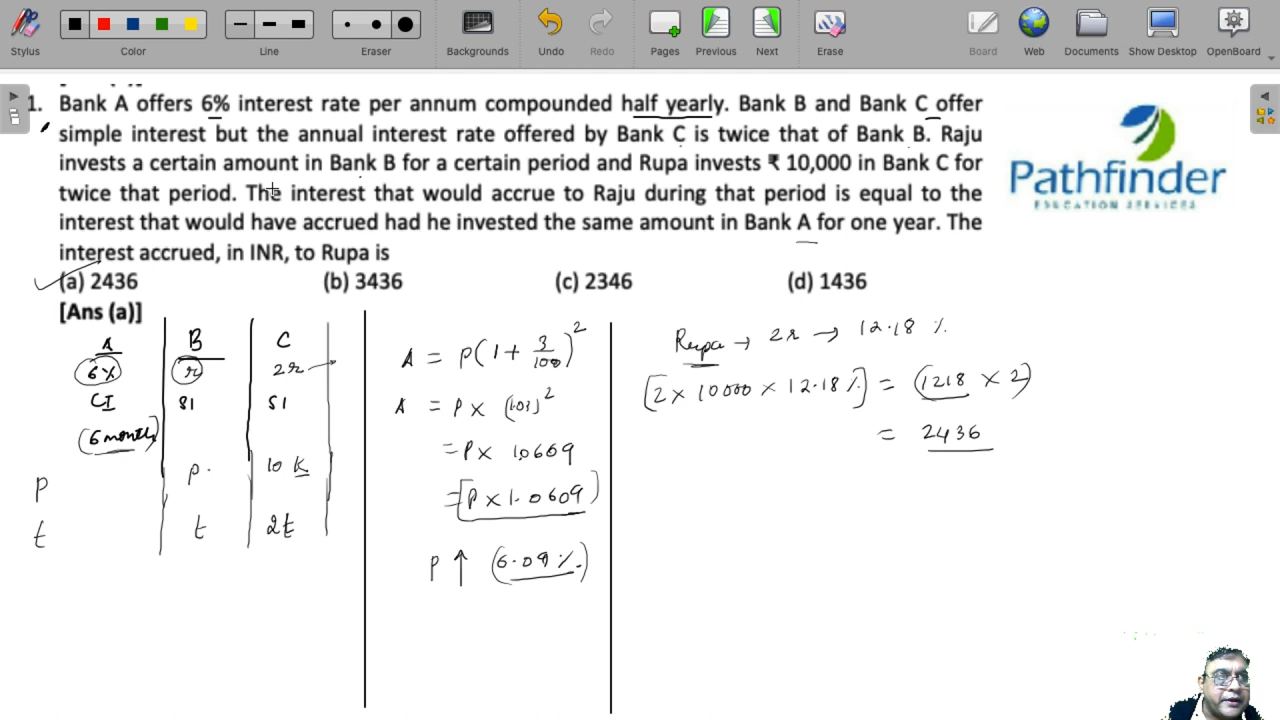 Stylus
Color
Line
Eraser
Backgrounds
Undo
Redo
Pages
Previous
Next
Erase
Board
Web
Documents
Show Desktop
OpenBoard
1. Bank A offers 6% interest rate per annum compounded half yearly. Bank B and Bank C offer
simple interest but the annual interest rate offered by Bank C is twice that of Bank B. Raju
invests a certain amount in Bank B for a certain period and Rupa invests ₹ 10,000 in Bank C for
twice that period. The interest that would accrue to Raju during that period is equal to the
interest that would have accrued had he invested the same amount in Bank A for one year. The
interest accrued, in INR, to Rupa is
(a) 2436 (b) 3436 (c) 2346 (d) 1436
[Ans (a)]
Pathfinder
EDUCATION SERVICES
A B C
6% r 2r
CI SI SI
(6 month)
P P 10 K
t t 2t
A = P(1 + 3/100)^2
A = P × (1.03)^2
= P × 1.0609
= [P × 1.0609]
P ↑ (6.09 %.)
Rupa → 2r → 12.18 %
[2 × 10000 × 12.18 %] = (1218 × 2)
= 2436